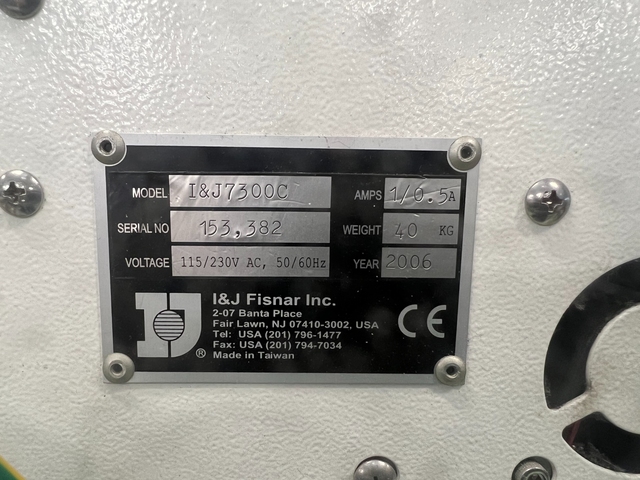 MODEL I&J7300C AMPS 1/0.5A
SERIAL NO 153,382 WEIGHT 40 KG
VOLTAGE 115/230V AC, 50/60Hz YEAR 2006
I&J Fisnar Inc.
2-07 Banta Place
Fair Lawn, NJ 07410-3002, USA
Tel: USA (201) 796-1477
Fax: USA (201) 794-7034
® Made in Taiwan
CE